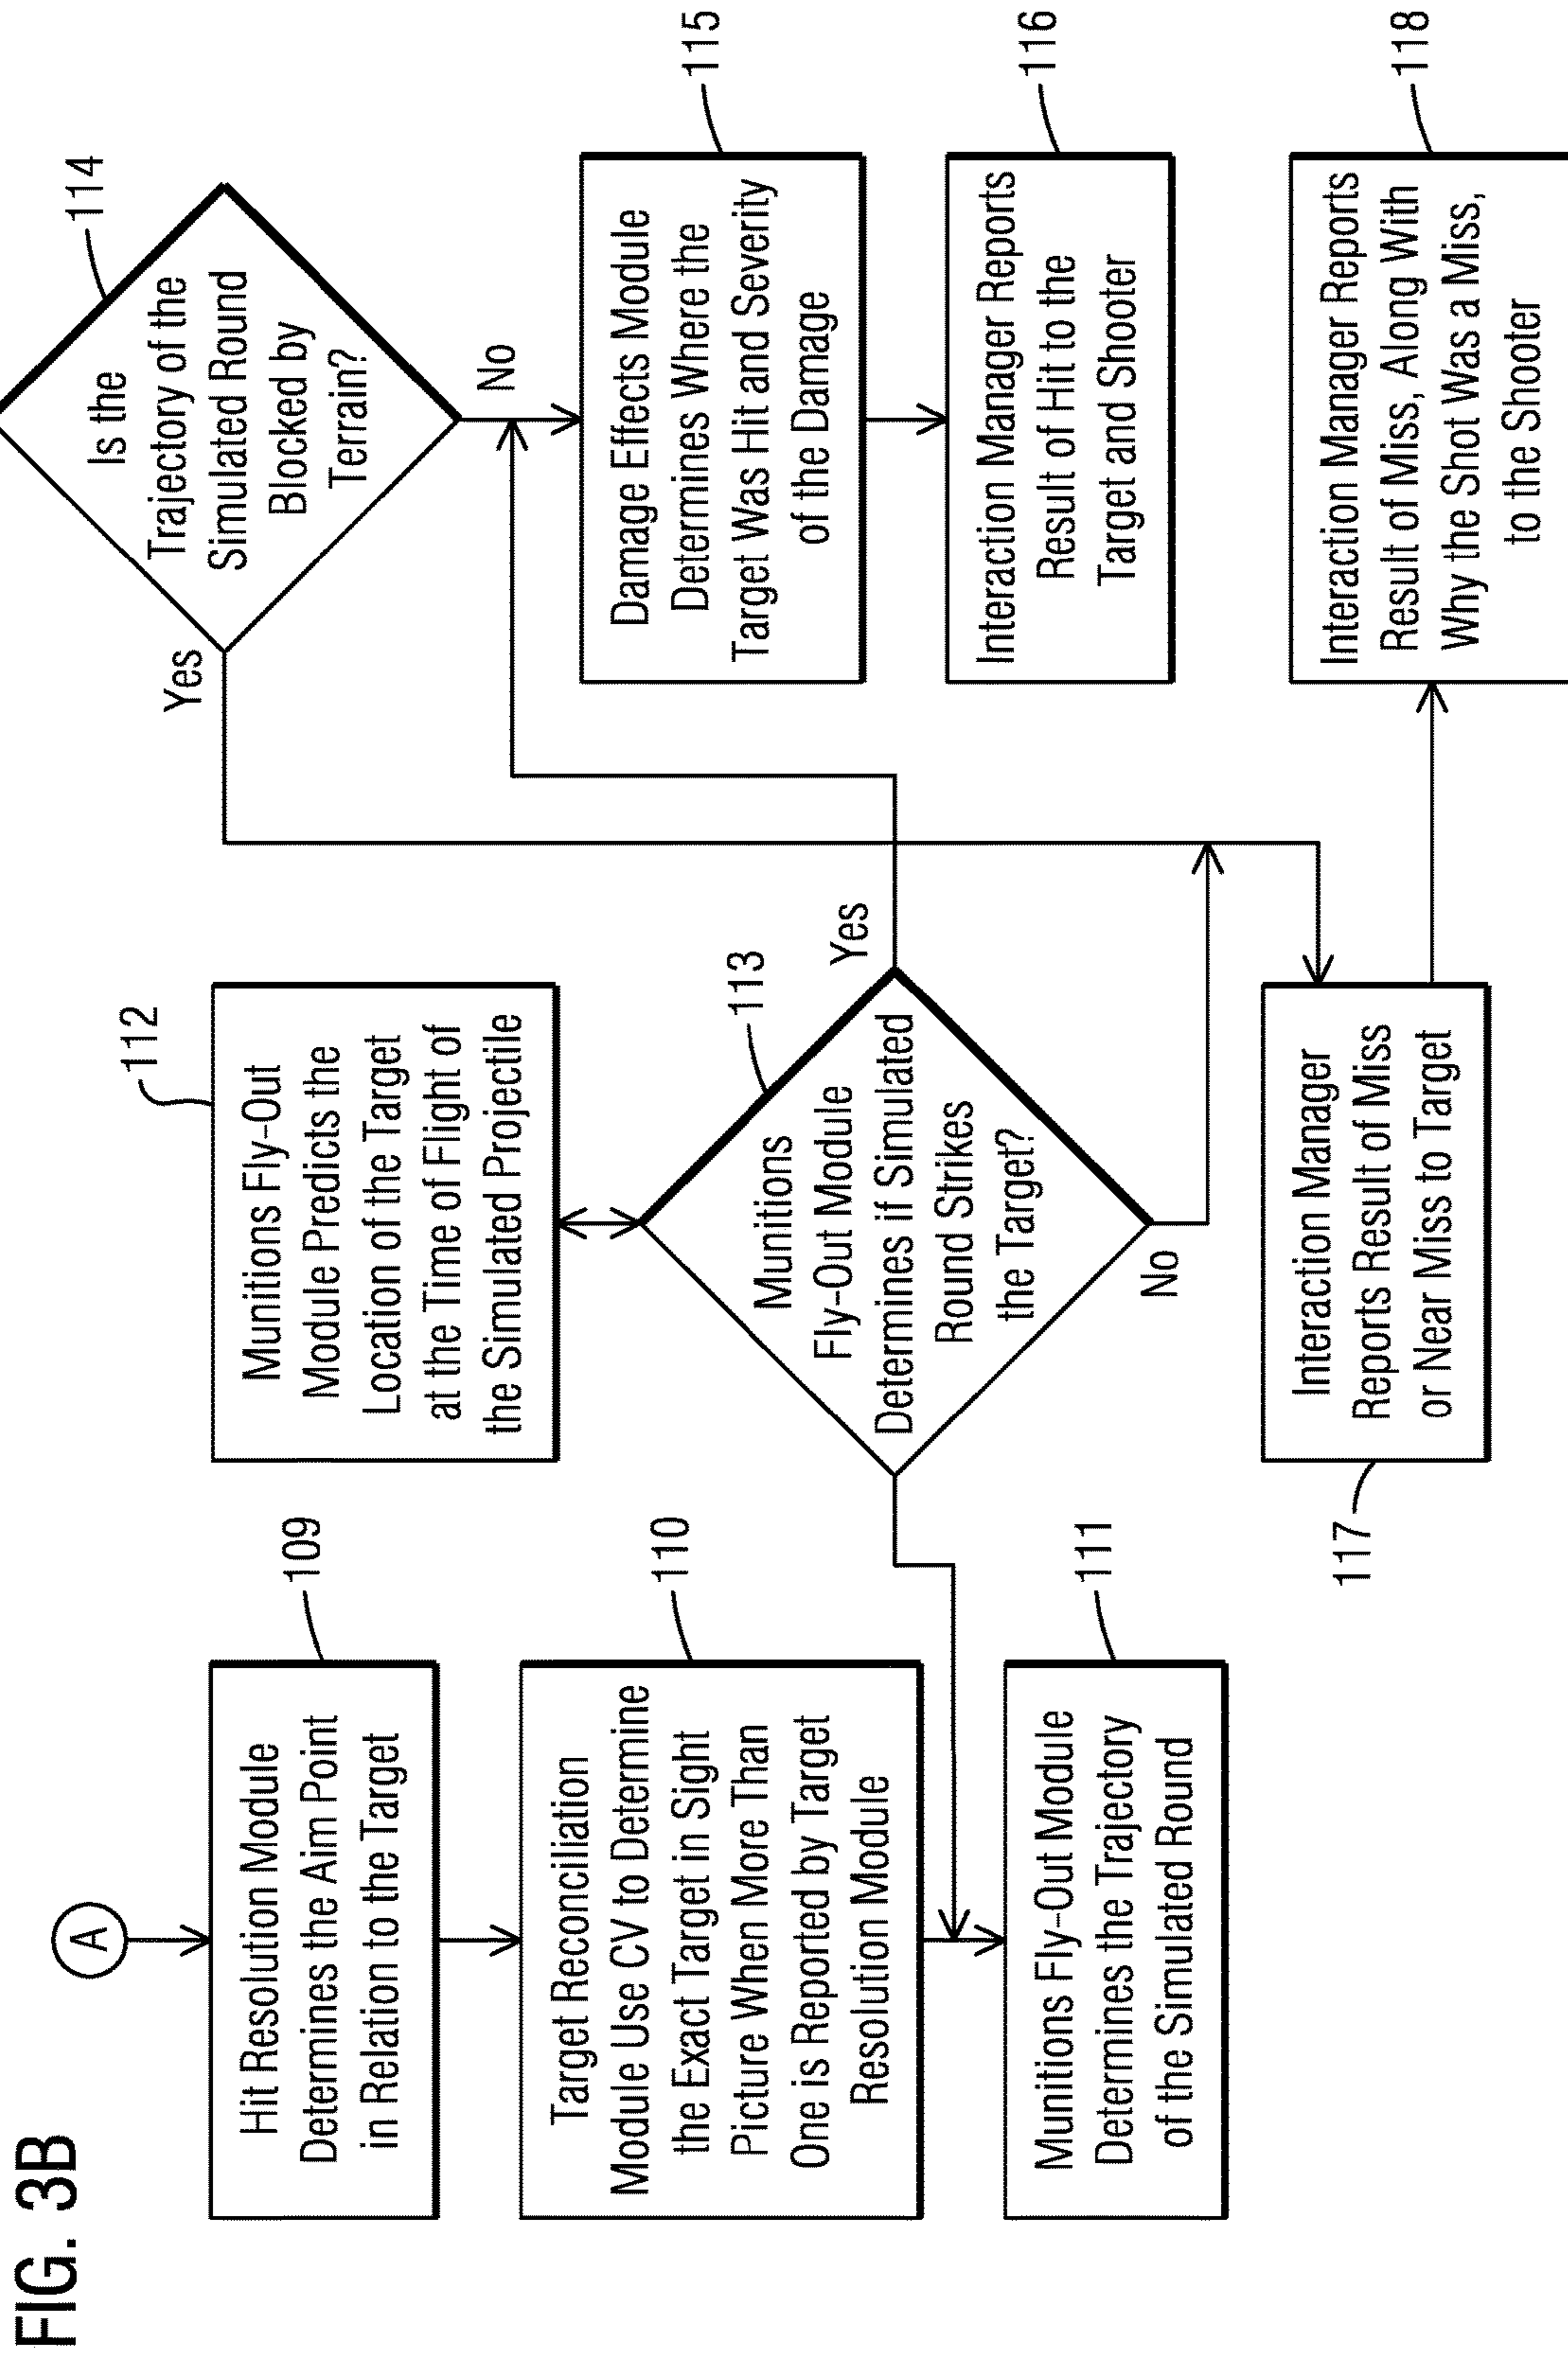 FIG. 3B
A
Hit Resolution Module
Determines the Aim Point
in Relation to the Target
109
Target Reconciliation
Module Use CV to Determine
the Exact Target in Sight
Picture When More Than
One is Reported by Target
Resolution Module
110
Munitions Fly-Out Module
Determines the Trajectory
of the Simulated Round
111
112
Munitions Fly-Out
Module Predicts the
Location of the Target
at the Time of Flight of
the Simulated Projectile
113
Munitions
Fly-Out Module
Determines if Simulated
Round Strikes
the Target?
Yes
No
Interaction Manager
Reports Result of Miss
or Near Miss to Target
117
114
Is the
Trajectory of the
Simulated Round
Blocked by
Terrain?
Yes
No
Damage Effects Module
Determines Where the
Target Was Hit and Severity
of the Damage
115
Interaction Manager Reports
Result of Hit to the
Target and Shooter
116
Interaction Manager Reports
Result of Miss, Along With
Why the Shot Was a Miss,
to the Shooter
118